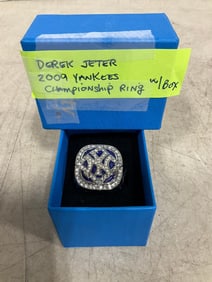 DEREK JETER
2009 YANKEES
CHAMPIONSHIP RING W/BOX